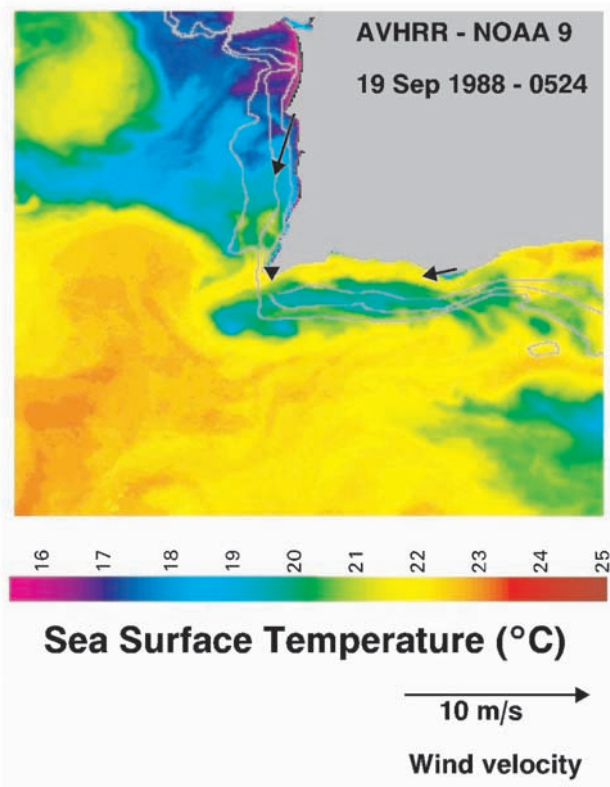 AVHRR - NOAA 9
19 Sep 1988 - 0524
16 17 18 19 20 21 22 23 24 25
Sea Surface Temperature (°C)
10 m/s
Wind velocity